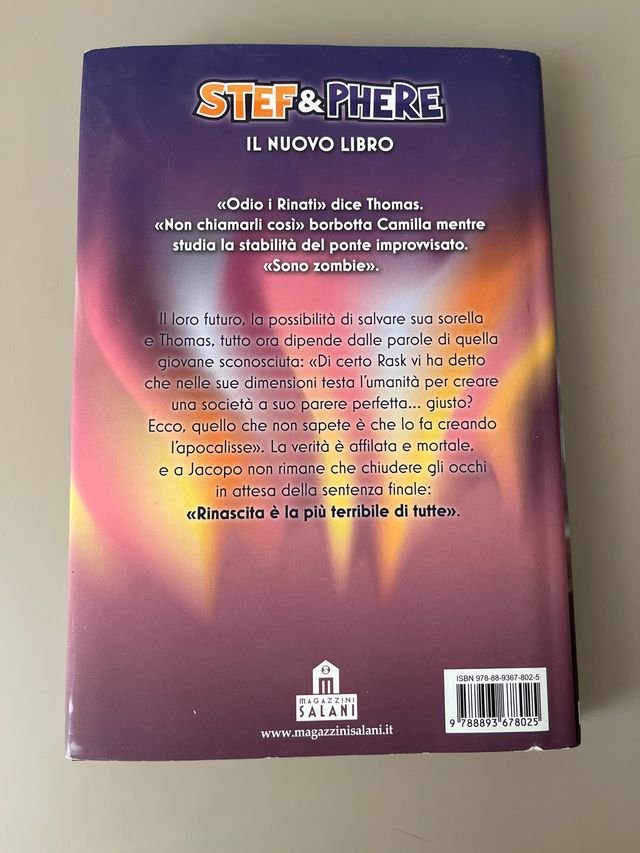 STEF & PHERE
IL NUOVO LIBRO
«Odio i Rinati» dice Thomas.
«Non chiamarli così» borbotta Camilla mentre
studia la stabilità del ponte improvvisato.
«Sono zombie».
Il loro futuro, la possibilità di salvare sua sorella
e Thomas, tutto ora dipende dalle parole di quella
giovane sconosciuta: «Di certo Rask vi ha detto
che nelle sue dimensioni testa l'umanità per creare
una società a suo parere perfetta... giusto?
Ecco, quello che non sapete è che lo fa creando
l'apocalisse». La verità è affilata e mortale,
e a Jacopo non rimane che chiudere gli occhi
in attesa della sentenza finale:
«Rinascita è la più terribile di tutte».
MAGAZZINI
SALANI
www.magazzinisalani.it
ISBN 978-88-9367-802-5
9 788893 678025